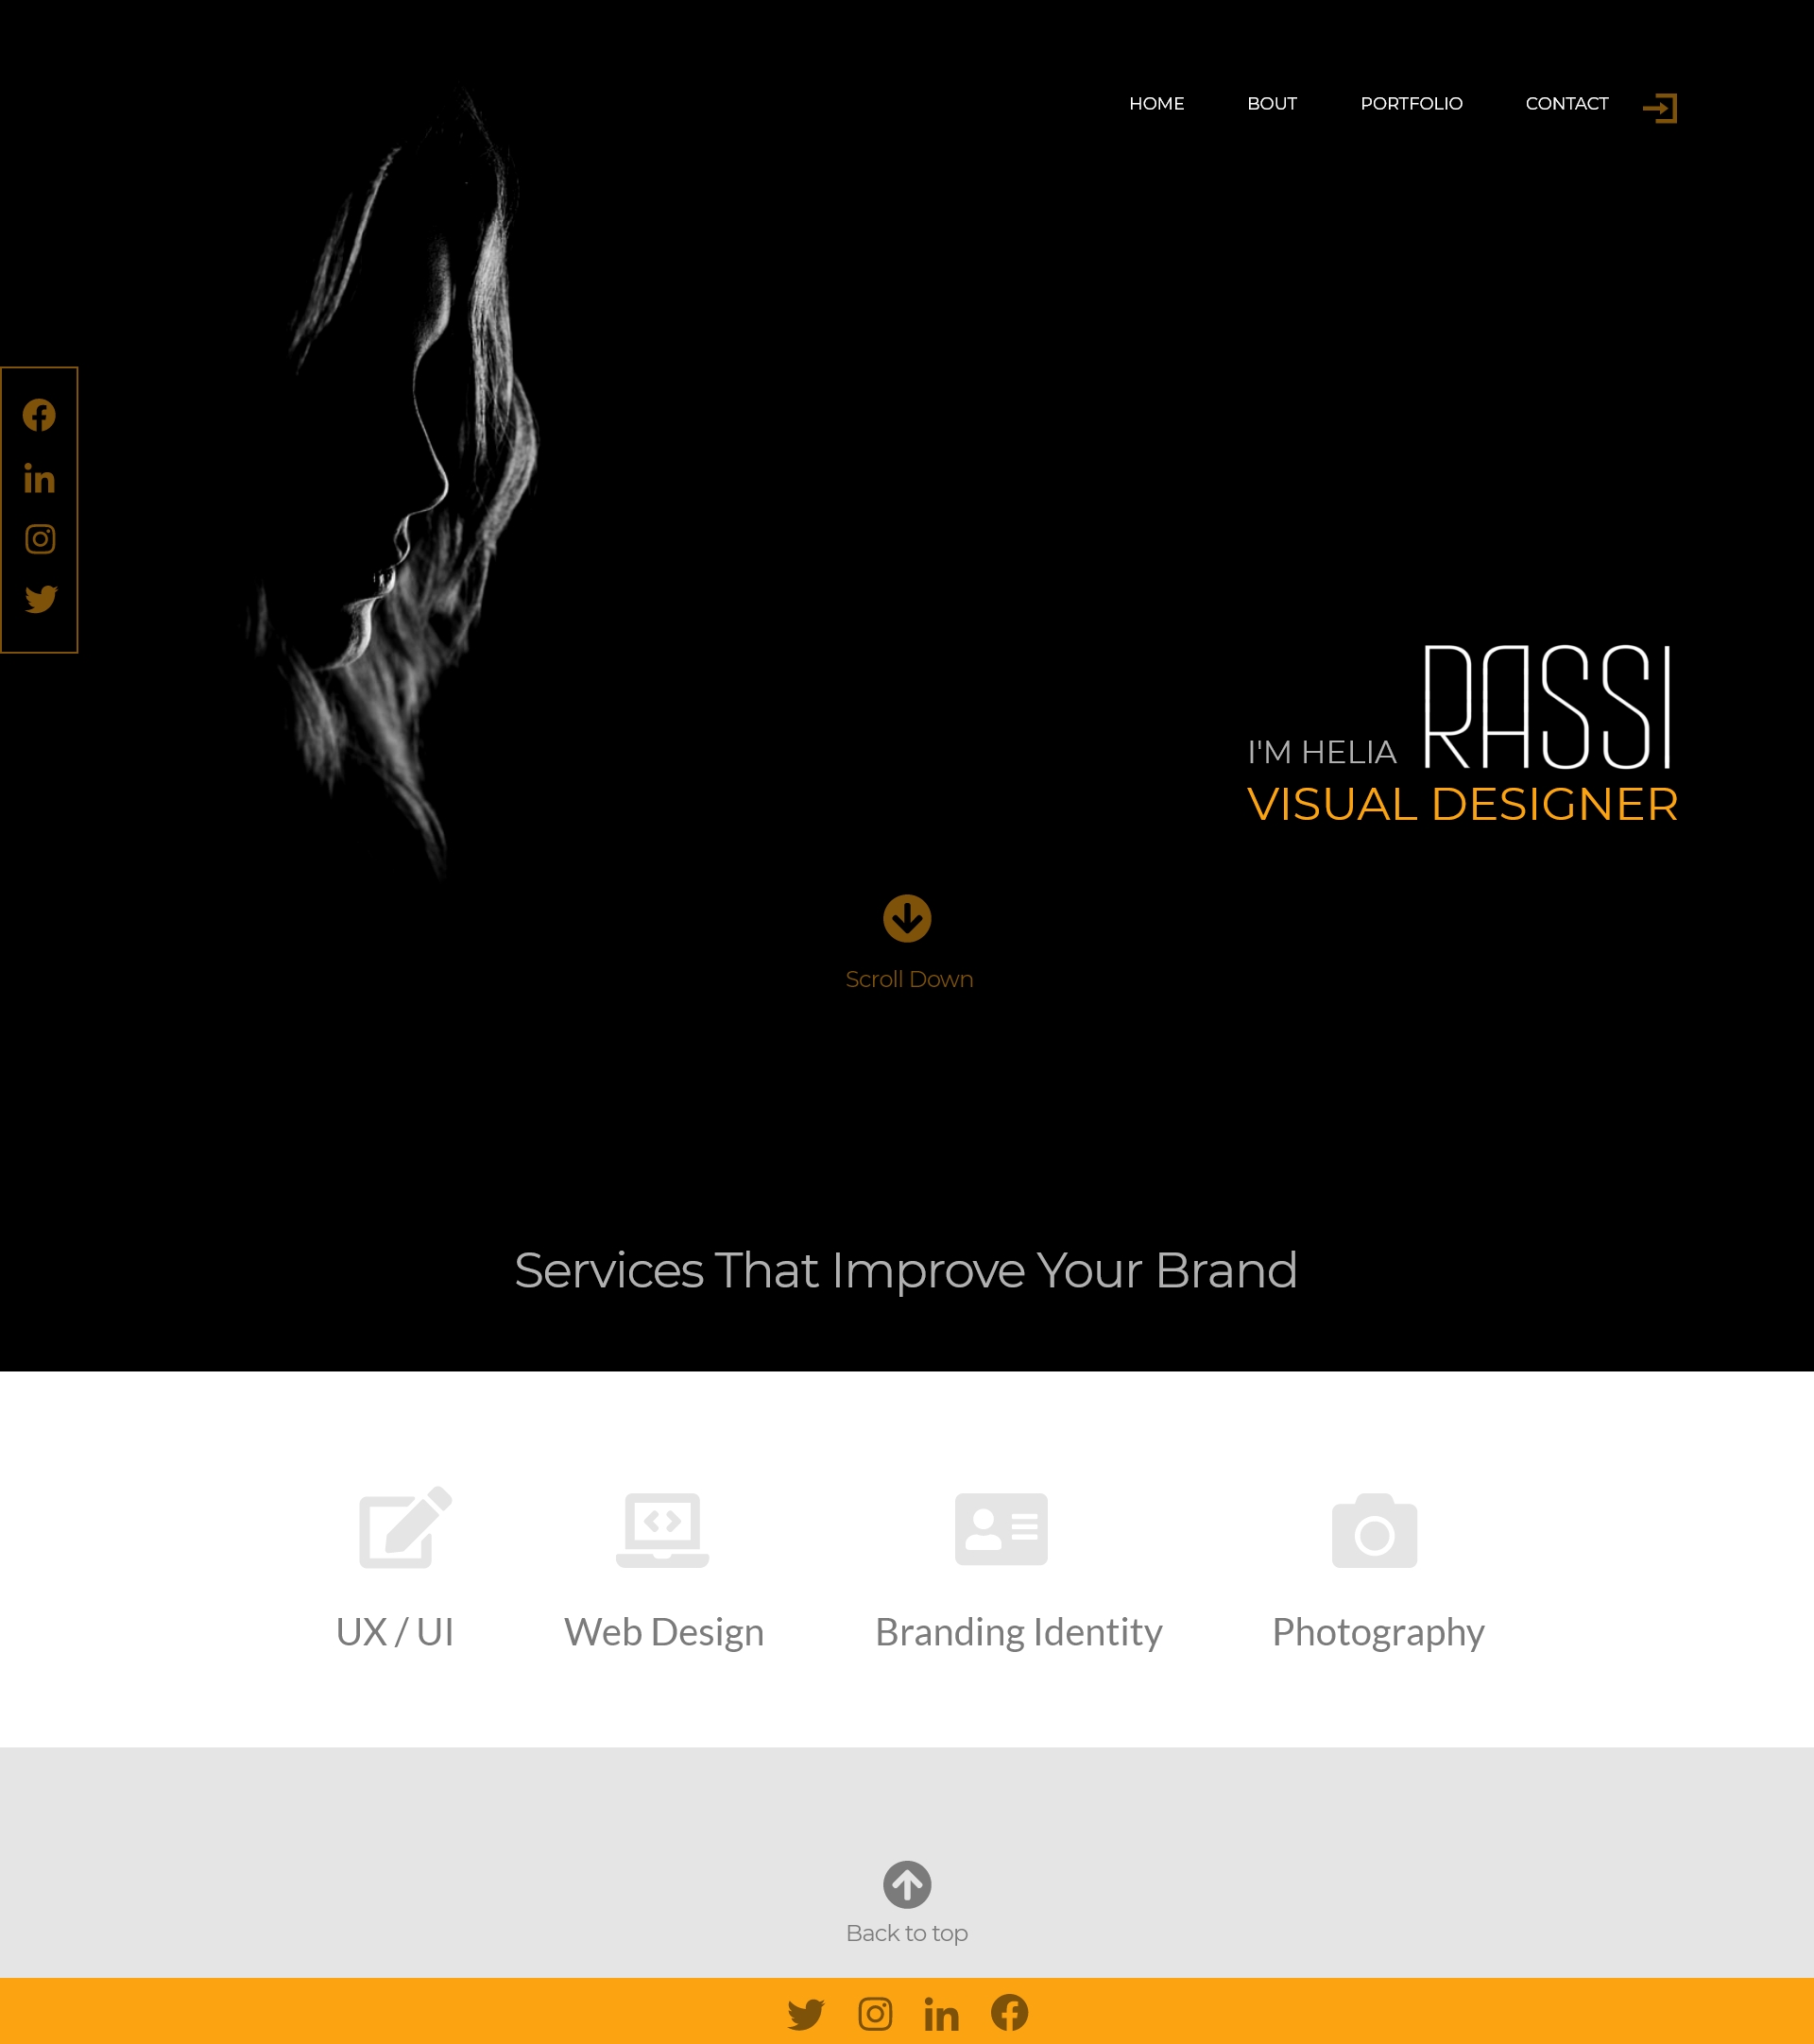 HOME BOUT PORTFOLIO CONTACT
I'M HELIA RASSI
VISUAL DESIGNER
Scroll Down
Services That Improve Your Brand
UX / UI Web Design Branding Identity Photography
Back to top